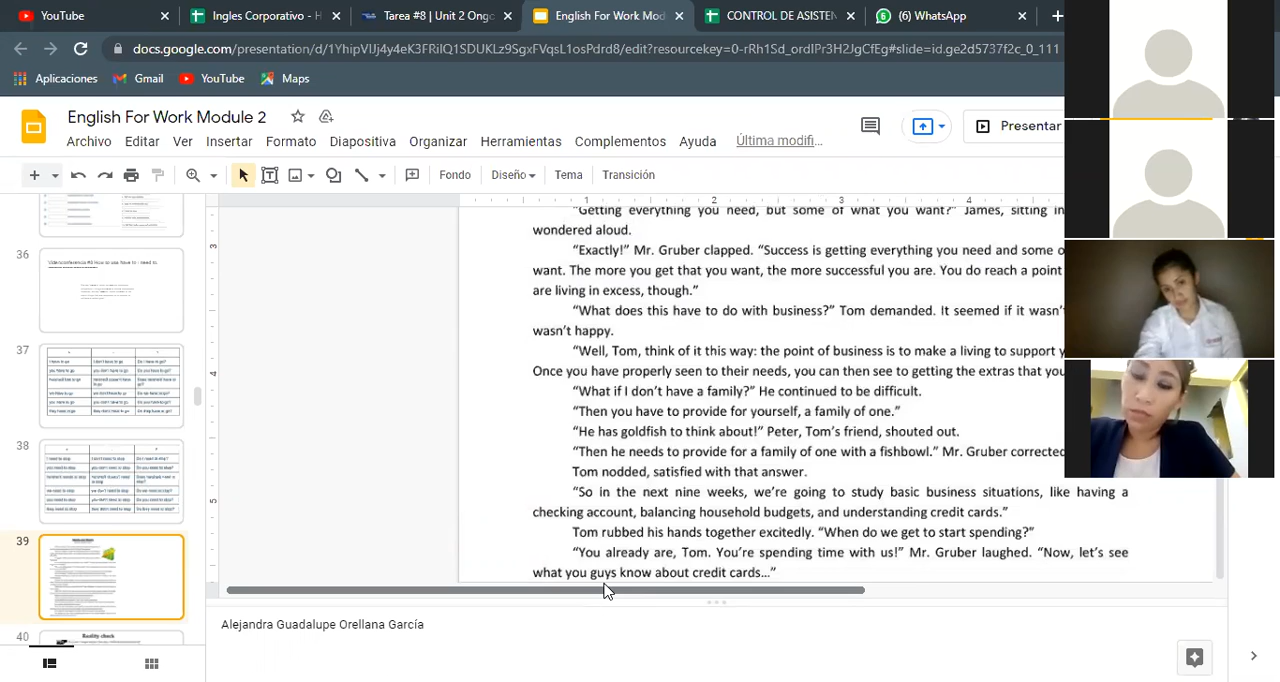 YouTube
Ingles Corporativo - H
Tarea #8 | Unit 2 Ongo
English For Work Modu
CONTROL DE ASISTEN
(6) WhatsApp
docs.google.com/presentation/d/1YhipVlJj4y4eK3FRilQ1SDUKLz9SgxFVqsL1osPdrd8/edit?resourcekey=0-rRh1Sd_ordlPr3H2JgCfEg#slide=id.ge2d5737f2c_0_111
Aplicaciones
Gmail
YouTube
Maps
English For Work Module 2
Archivo
Editar
Ver
Insertar
Formato
Diapositiva
Organizar
Herramientas
Complementos
Ayuda
Última modifi...
Presentar
Fondo
Diseño
Tema
Transición
1
2
3
4
3
4
5
36
37
38
39
40
Reality check
"Getting everything you need, but some of what you want?" James, sitting in
wondered aloud.
"Exactly!" Mr. Gruber clapped. "Success is getting everything you need and some o
want. The more you get that you want, the more successful you are. You do reach a point
are living in excess, though."
"What does this have to do with business?" Tom demanded. It seemed if it wasn't
wasn't happy.
"Well, Tom, think of it this way: the point of business is to make a living to support y
Once you have properly seen to their needs, you can then see to getting the extras that you
"What if I don't have a family?" He continued to be difficult.
"Then you have to provide for yourself, a family of one."
"He has goldfish to think about!" Peter, Tom's friend, shouted out.
"Then he needs to provide for a family of one with a fishbowl." Mr. Gruber corrected
Tom nodded, satisfied with that answer.
"So in the next nine weeks, we're going to study basic business situations, like having a
checking account, balancing household budgets, and understanding credit cards."
Tom rubbed his hands together excitedly. "When do we get to start spending?"
"You already are, Tom. You're spending time with us!" Mr. Gruber laughed. "Now, let's see
what you guys know about credit cards..."
Alejandra Guadalupe Orellana García